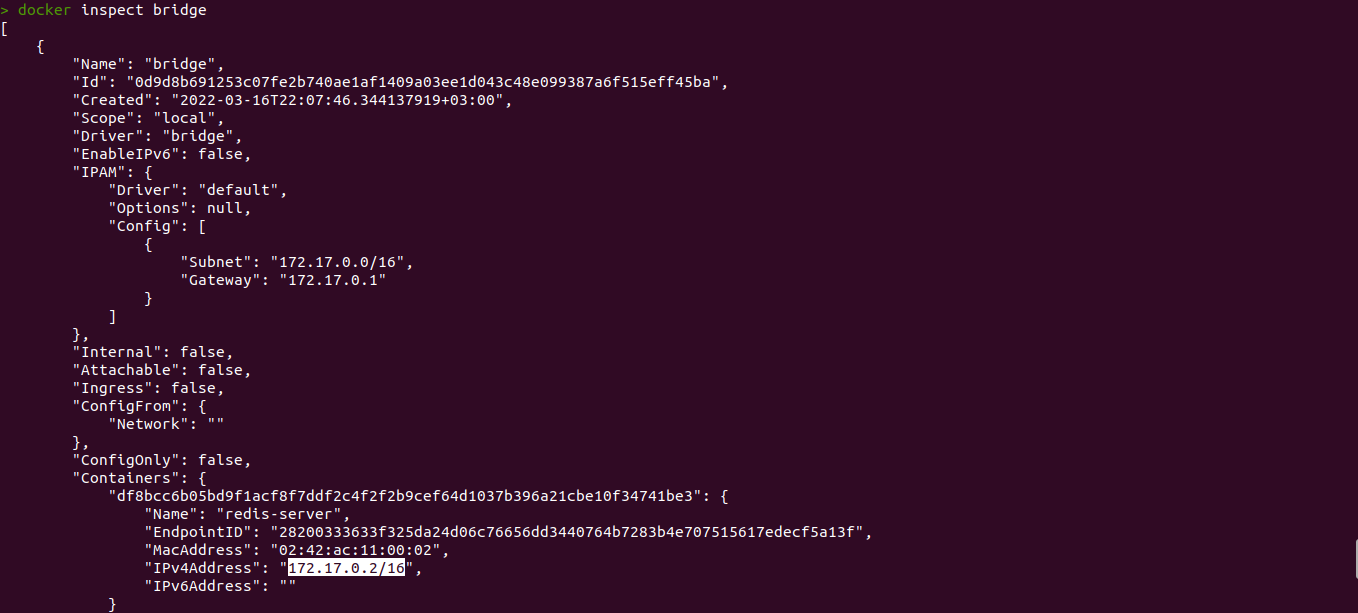 > docker inspect bridge
[
    {
        "Name": "bridge",
        "Id": "0d9d8b691253c07fe2b740ae1af1409a03ee1d043c48e099387a6f515eff45ba",
        "Created": "2022-03-16T22:07:46.344137919+03:00",
        "Scope": "local",
        "Driver": "bridge",
        "EnableIPv6": false,
        "IPAM": {
            "Driver": "default",
            "Options": null,
            "Config": [
                {
                    "Subnet": "172.17.0.0/16",
                    "Gateway": "172.17.0.1"
                }
            ]
        },
        "Internal": false,
        "Attachable": false,
        "Ingress": false,
        "ConfigFrom": {
            "Network": ""
        },
        "ConfigOnly": false,
        "Containers": {
            "df8bcc6b05bd9f1acf8f7ddf2c4f2f2b9cef64d1037b396a21cbe10f34741be3": {
                "Name": "redis-server",
                "EndpointID": "28200333633f325da24d06c76656dd3440764b7283b4e707515617edecf5a13f",
                "MacAddress": "02:42:ac:11:00:02",
                "IPv4Address": "172.17.0.2/16",
                "IPv6Address": ""
            }